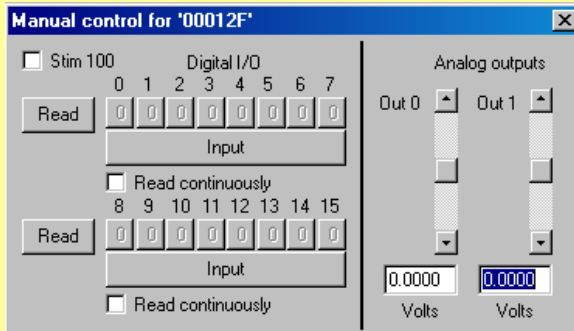 Manual control for '00012F'
Stim 100 Digital I/O Analog outputs
0 1 2 3 4 5 6 7
Out 0 Out 1
Read 0 0 0 0 0 0 0 0
Input
Read continuously
8 9 10 11 12 13 14 15
Read 0 0 0 0 0 0 0 0
Input
0.0000 0.0000
Read continuously Volts Volts